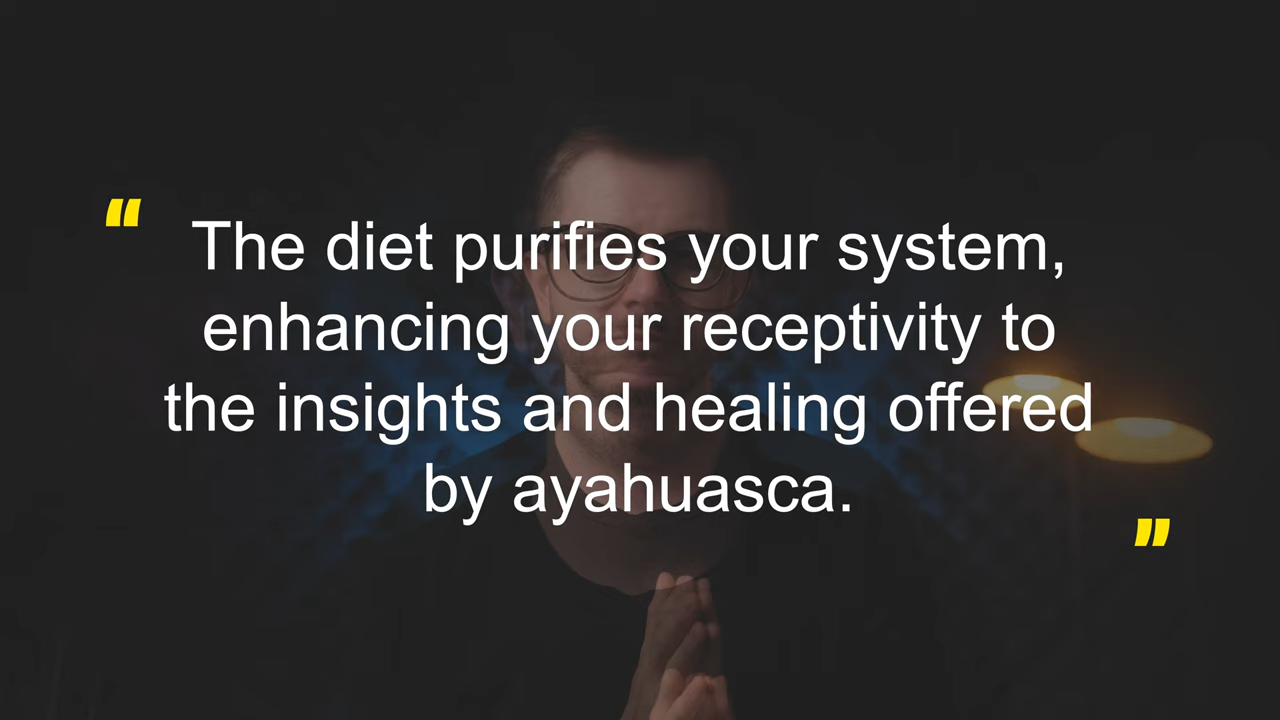 "The diet purifies your system,
enhancing your receptivity to
the insights and healing offered
by ayahuasca."